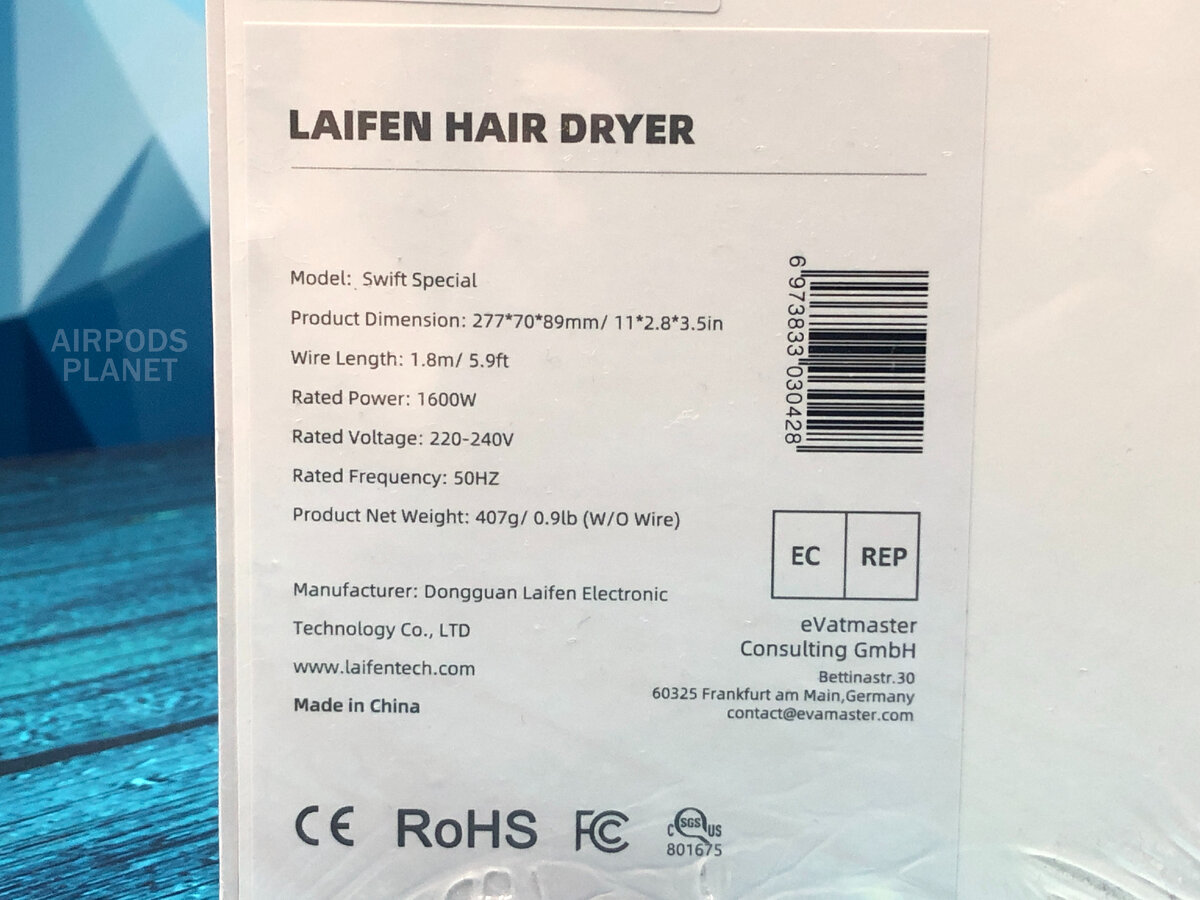 LAIFEN HAIR DRYER
Model: Swift Special
Product Dimension: 277*70*89mm/ 11*2.8*3.5in
Wire Length: 1.8m/ 5.9ft
Rated Power: 1600W
Rated Voltage: 220-240V
Rated Frequency: 50HZ
Product Net Weight: 407g/ 0.9lb (W/O Wire)
Manufacturer: Dongguan Laifen Electronic
Technology Co., LTD
www.laifentech.com
Made in China
6 973833 030428
EC REP
eVatmaster
Consulting GmbH
Bettinastr.30
60325 Frankfurt am Main,Germany
contact@evamaster.com
CE RoHS FC c SGS US
801675
AIRPODS
PLANET